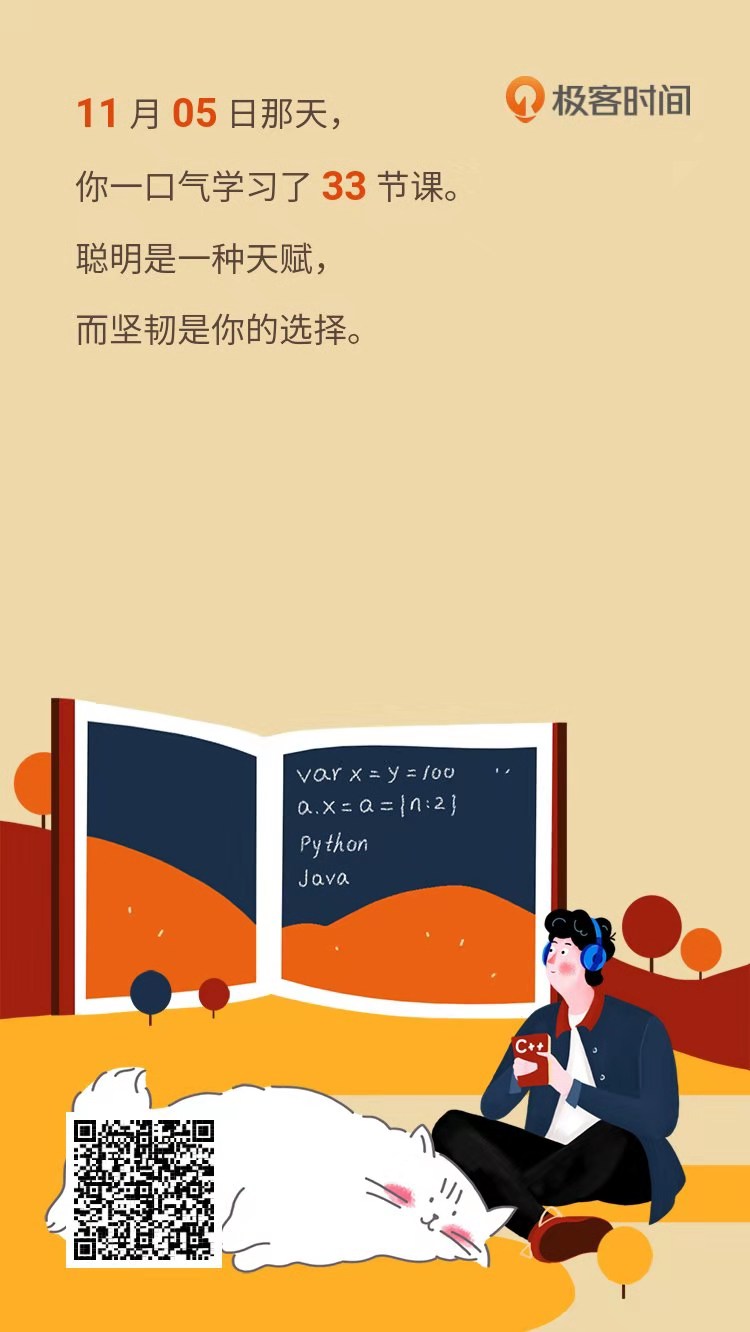 极客时间
11 月 05 日那天，
你一口气学习了 33 节课。
聪明是一种天赋，
而坚韧是你的选择。
var x = y = 100
a.x = a = {n:2}
Python
Java
C++